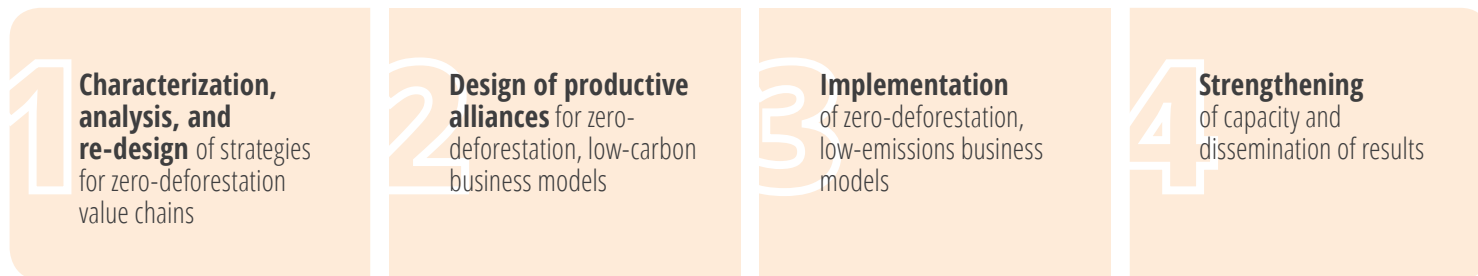 1
Characterization,
analysis, and
re-design of strategies
for zero-deforestation
value chains
2
Design of productive
alliances for zero-
deforestation, low-carbon
business models
3
Implementation
of zero-deforestation,
low-emissions business
models
4
Strengthening
of capacity and
dissemination of results